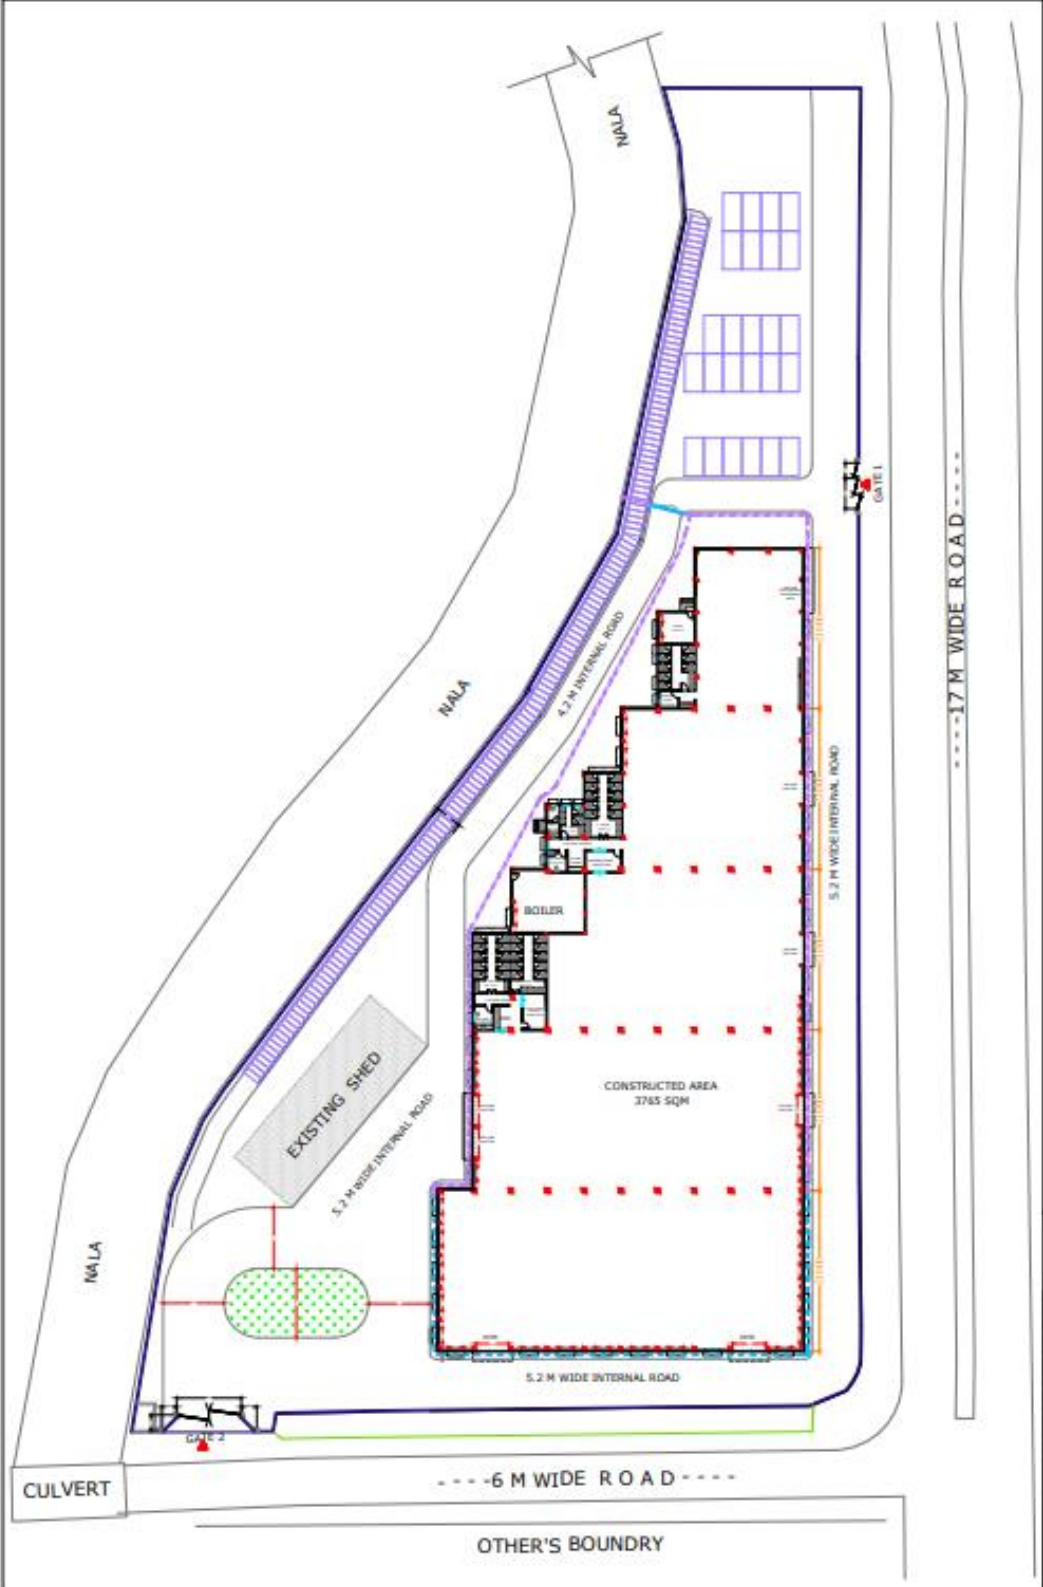 NALA
GATE 1
----17 M WIDE ROAD----
4.2 M INTERNAL ROAD
NALA
5.2 M WIDE INTERNAL ROAD
BOILER
CONSTRUCTED AREA
3765 SQM
EXISTING SHED
5.2 M WIDE INTERNAL ROAD
NALA
5.2 M WIDE INTERNAL ROAD
GATE 2
----6 M WIDE ROAD----
CULVERT
OTHER'S BOUNDRY